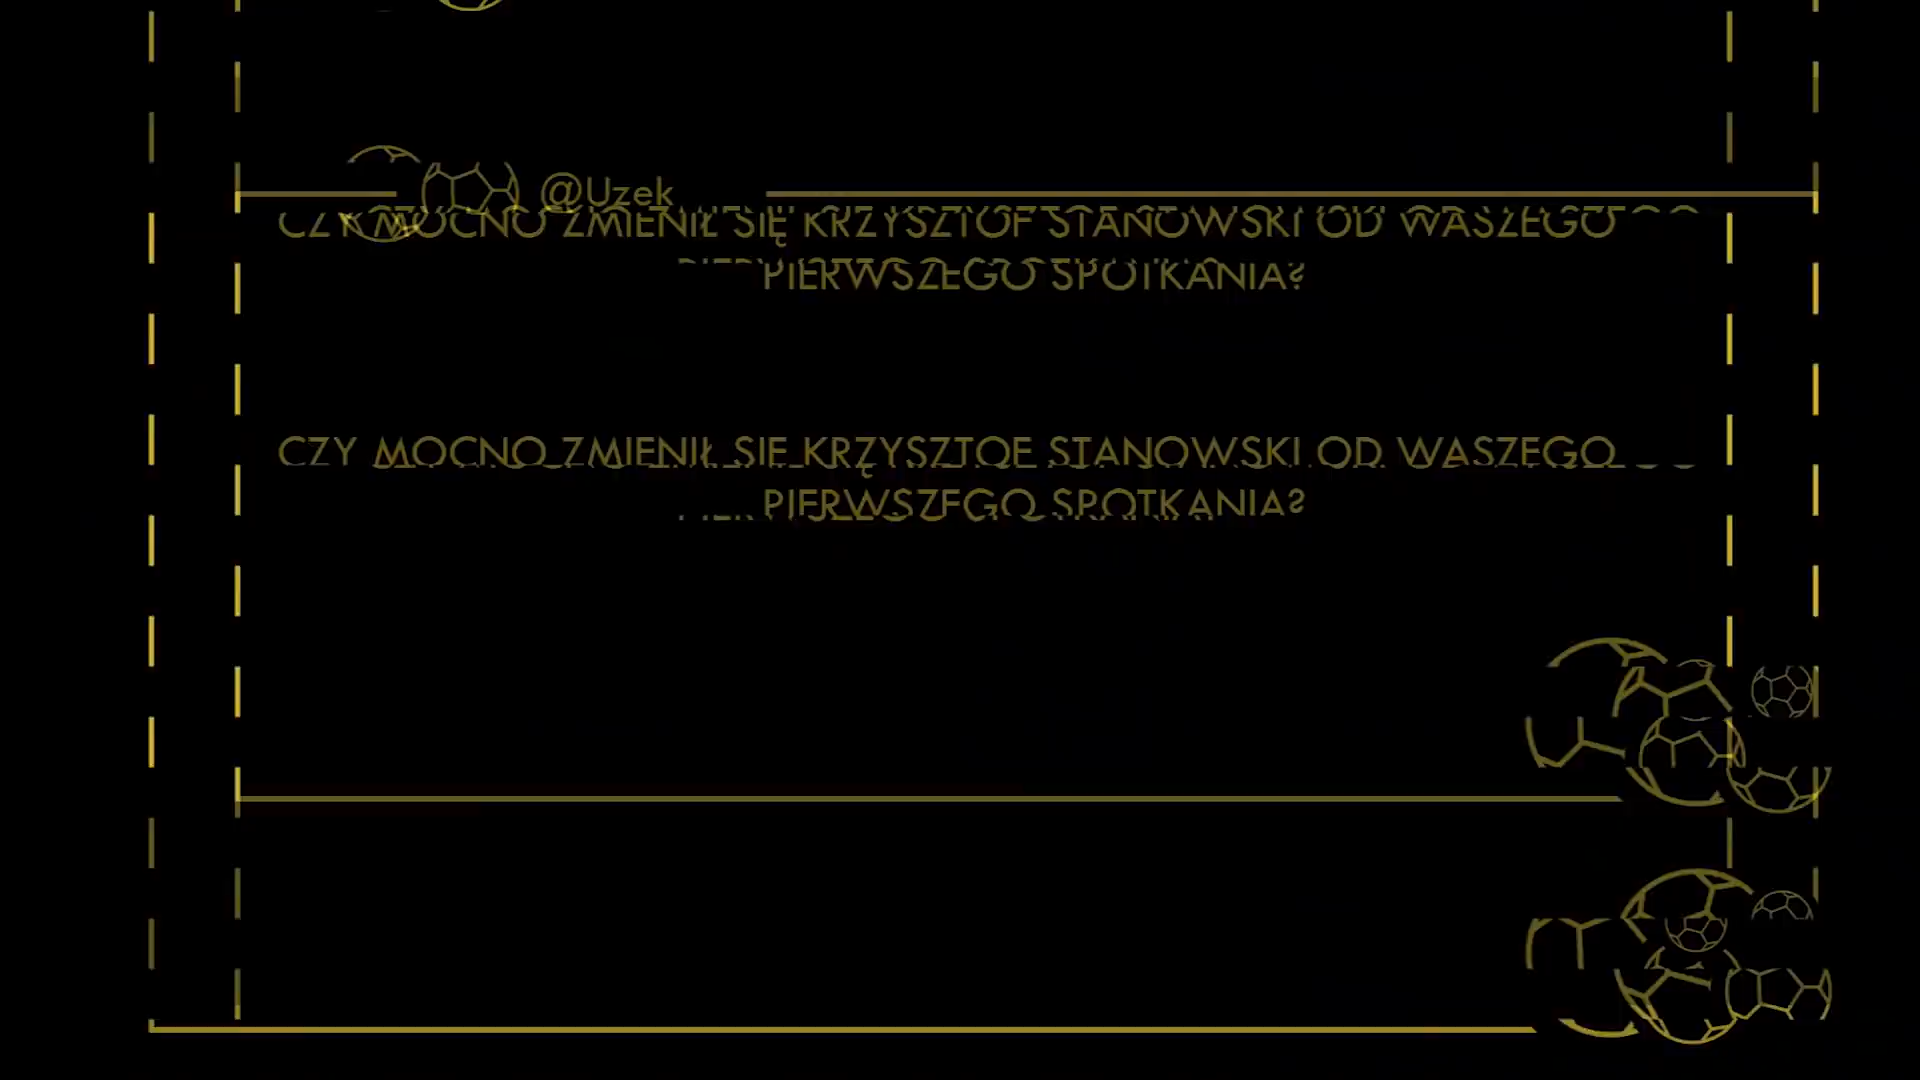 @Uzek
CZY MOCNO ZMIENIŁ SIĘ KRZYSZTOF STANOWSKI OD WASZEGO
PIERWSZEGO SPOTKANIA?
CZY MOCNO ZMIENIŁ SIĘ KRZYSZTOF STANOWSKI OD WASZEGO
PIERWSZEGO SPOTKANIA?